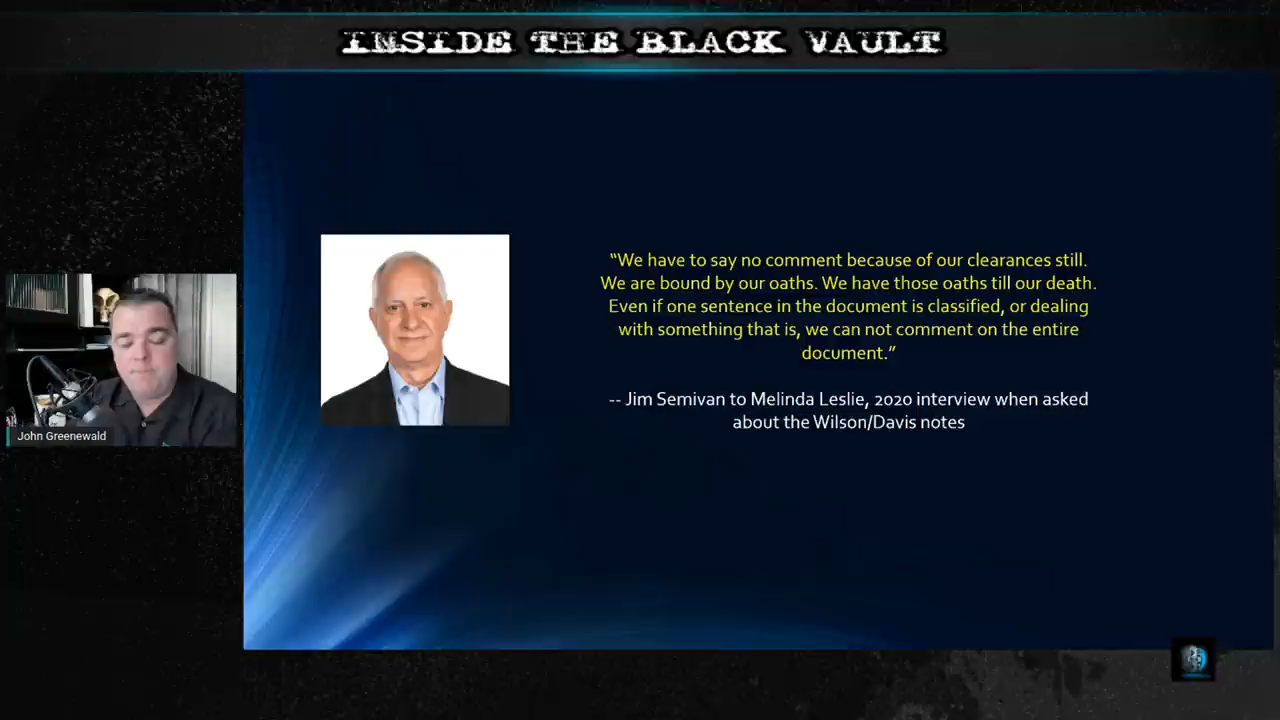 INSIDE THE BLACK VAULT
“We have to say no comment because of our clearances still.
We are bound by our oaths. We have those oaths till our death.
Even if one sentence in the document is classified, or dealing
with something that is, we can not comment on the entire
document.”
-- Jim Semivan to Melinda Leslie, 2020 interview when asked
about the Wilson/Davis notes
John Greenewald